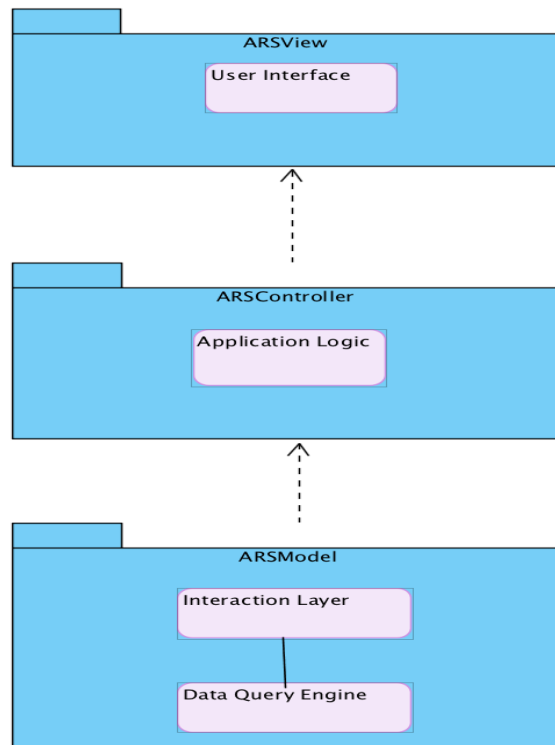 ARSView
User Interface
ARSController
Application Logic
ARSModel
Interaction Layer
Data Query Engine